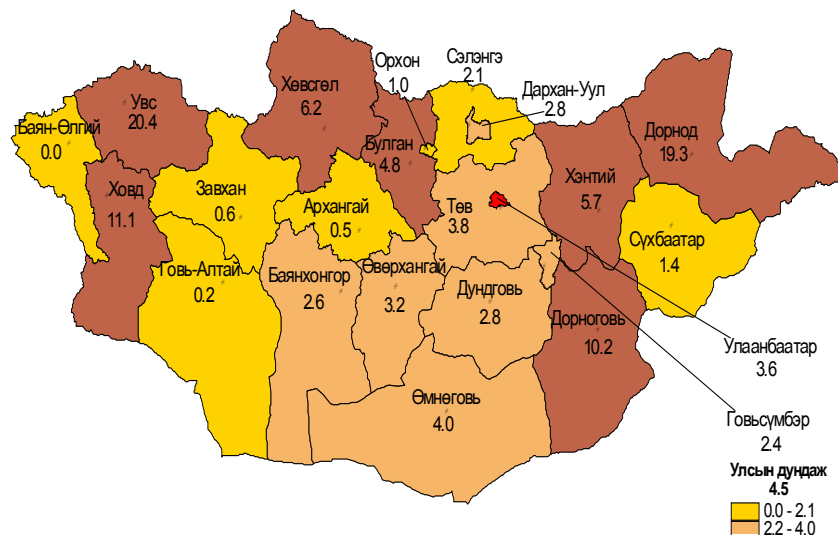 Орхон
1.0
Сэлэнгэ
2.1
Дархан-Уул
2.8
Увс
20.4
Хөвсгөл
6.2
Баян-Өлгий
0.0
Булган
4.8
Дорнод
19.3
Ховд
11.1
Завхан
0.6
Архангай
0.5
Төв
3.8
Хэнтий
5.7
Сүхбаатар
1.4
Говь-Алтай
0.2
Баянхонгор
2.6
Өвөрхангай
3.2
Дундговь
2.8
Дорноговь
10.2
Улаанбаатар
3.6
Өмнөговь
4.0
Говьсүмбэр
2.4
Улсын дундаж
4.5
0.0 - 2.1
2.2 - 4.0